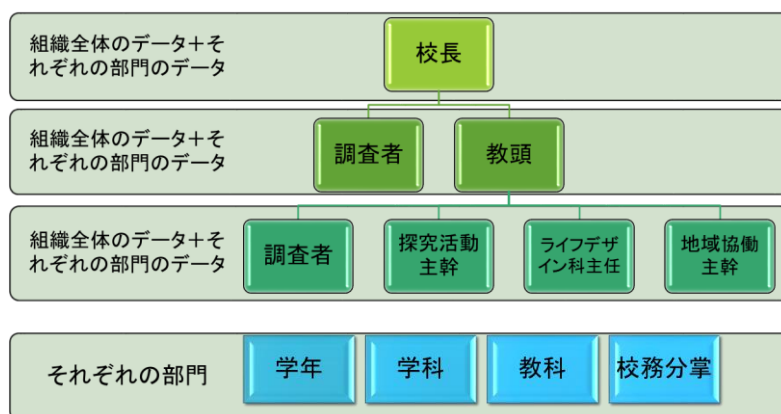 組織全体のデータ+そ
れぞれの部門のデータ
校長
組織全体のデータ+そ
れぞれの部門のデータ
調査者
教頭
組織全体のデータ+そ
れぞれの部門のデータ
調査者
探究活動
主幹
ライフデザ
イン科主任
地域協働
主幹
それぞれの部門
学年
学科
教科
校務分掌